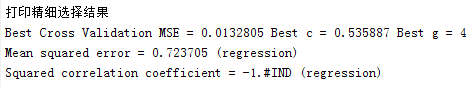 打印精细选择结果
Best Cross Validation MSE = 0.0132805 Best c = 0.535887 Best g = 4
Mean squared error = 0.723705 (regression)
Squared correlation coefficient = -1.#IND (regression)